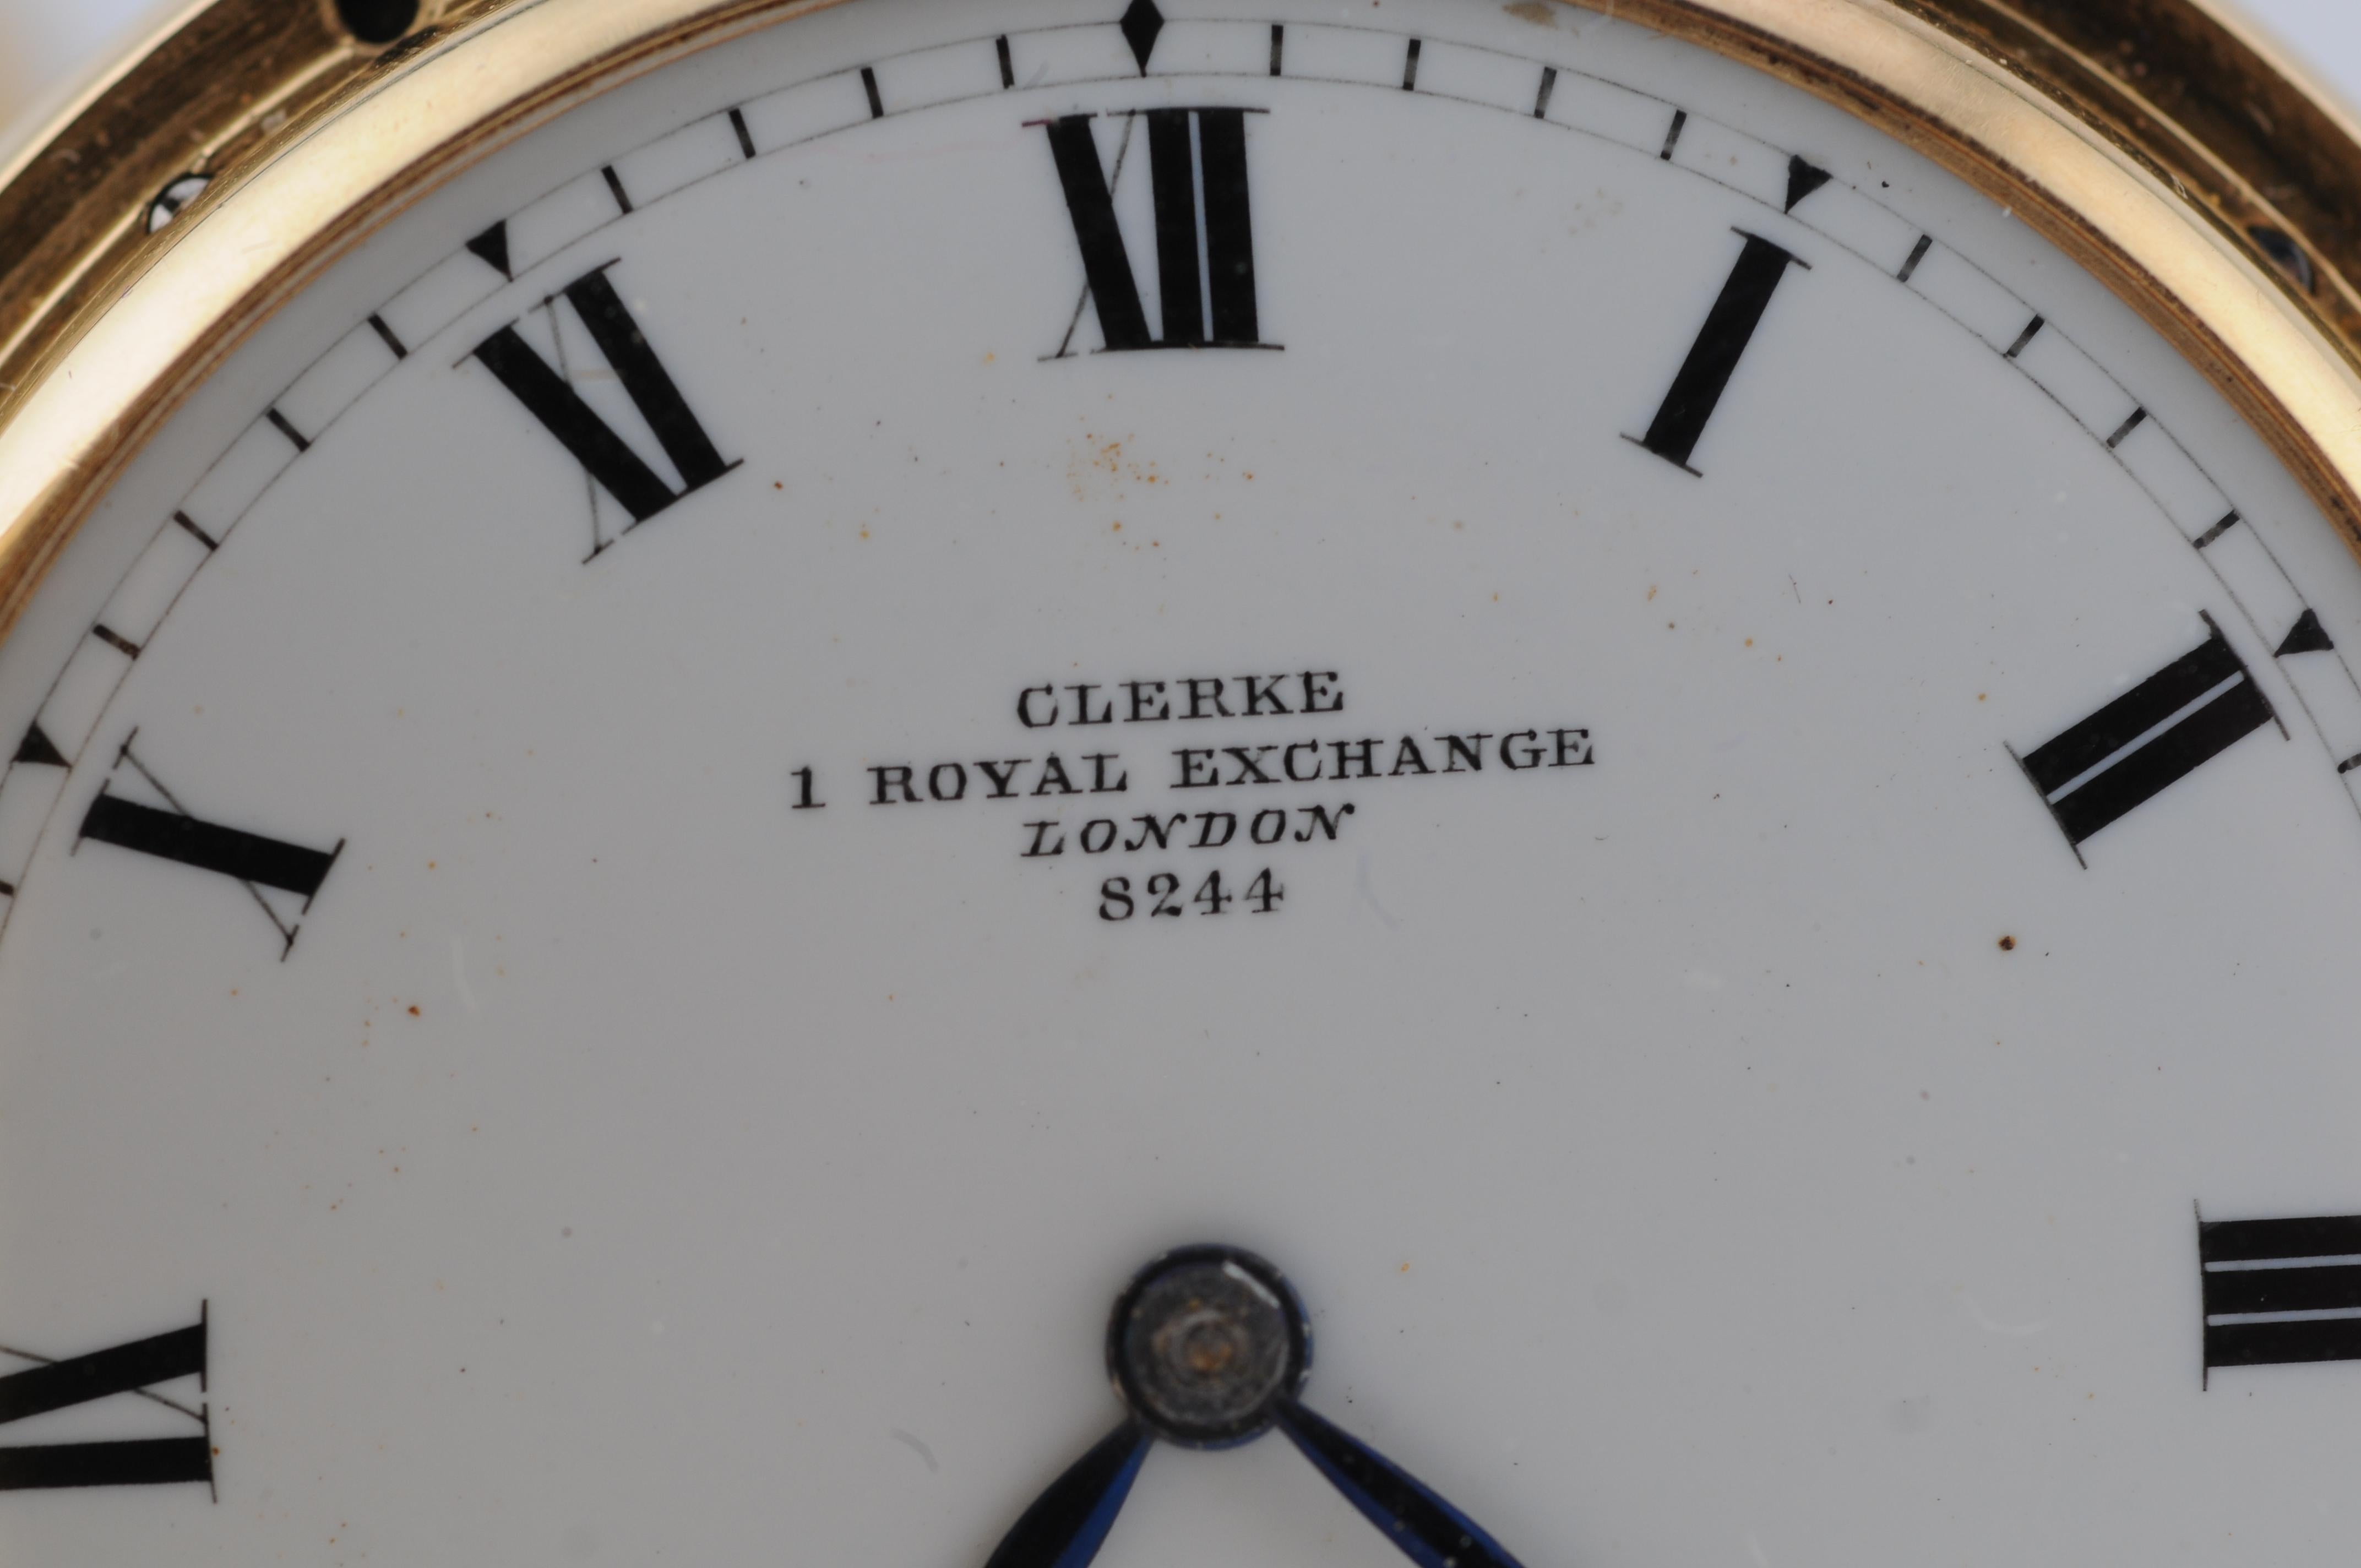 XII
XI
I
X
II
CLERKE
1 ROYAL EXCHANGE
LONDON
8244
III
IX